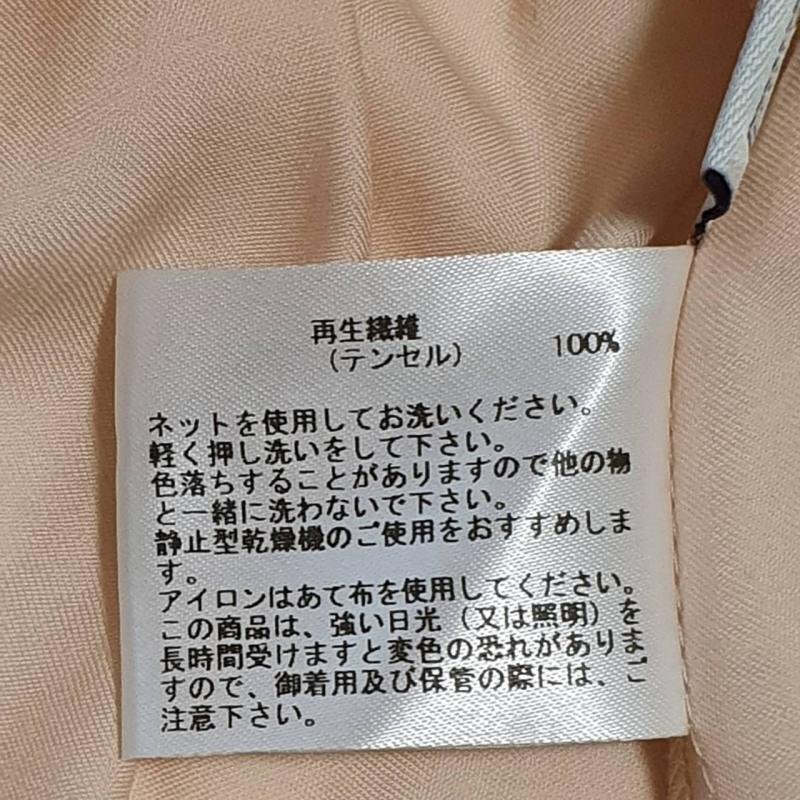 再生繊維
（テンセル） 100%
ネットを使用してお洗いください。
軽く押し洗いをして下さい。
色落ちすることがありますので他の物
と一緒に洗わないで下さい。
静止型乾燥機のご使用をおすすめしま
す。
アイロンはあて布を使用してください。
この商品は、強い日光（又は照明）を
長時間受けますと変色の恐れがありま
すので、御着用及び保管の際には、ご
注意下さい。